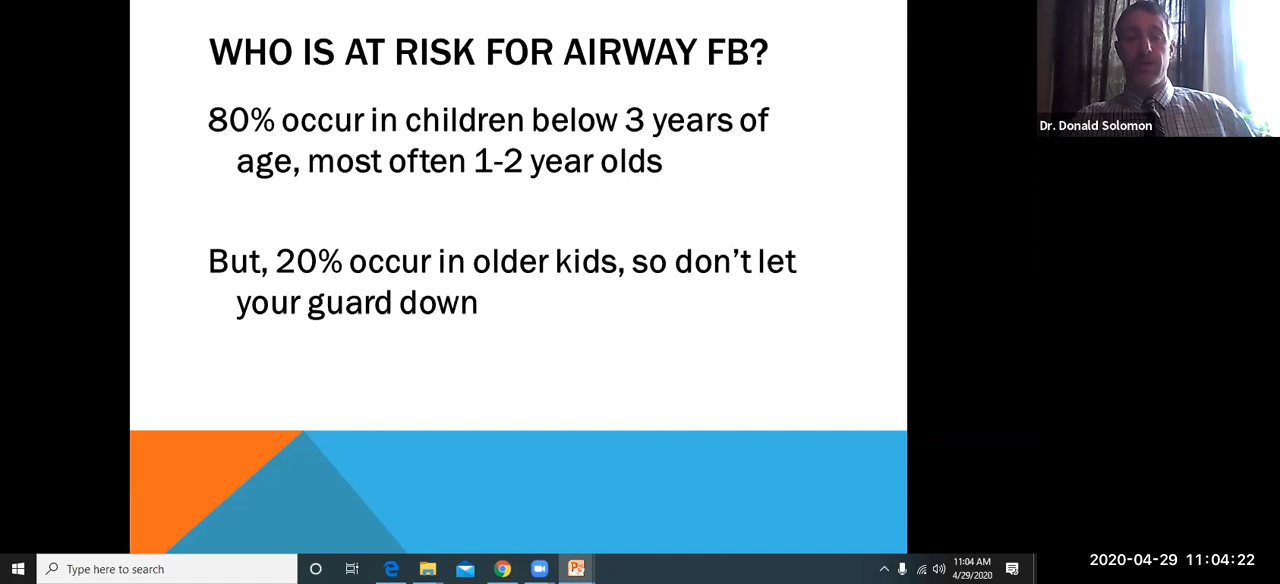 WHO IS AT RISK FOR AIRWAY FB?
80% occur in children below 3 years of
age, most often 1-2 year olds
But, 20% occur in older kids, so don’t let
your guard down
Dr. Donald Solomon
Type here to search
11:04 AM
4/29/2020
2020-04-29 11:04:22